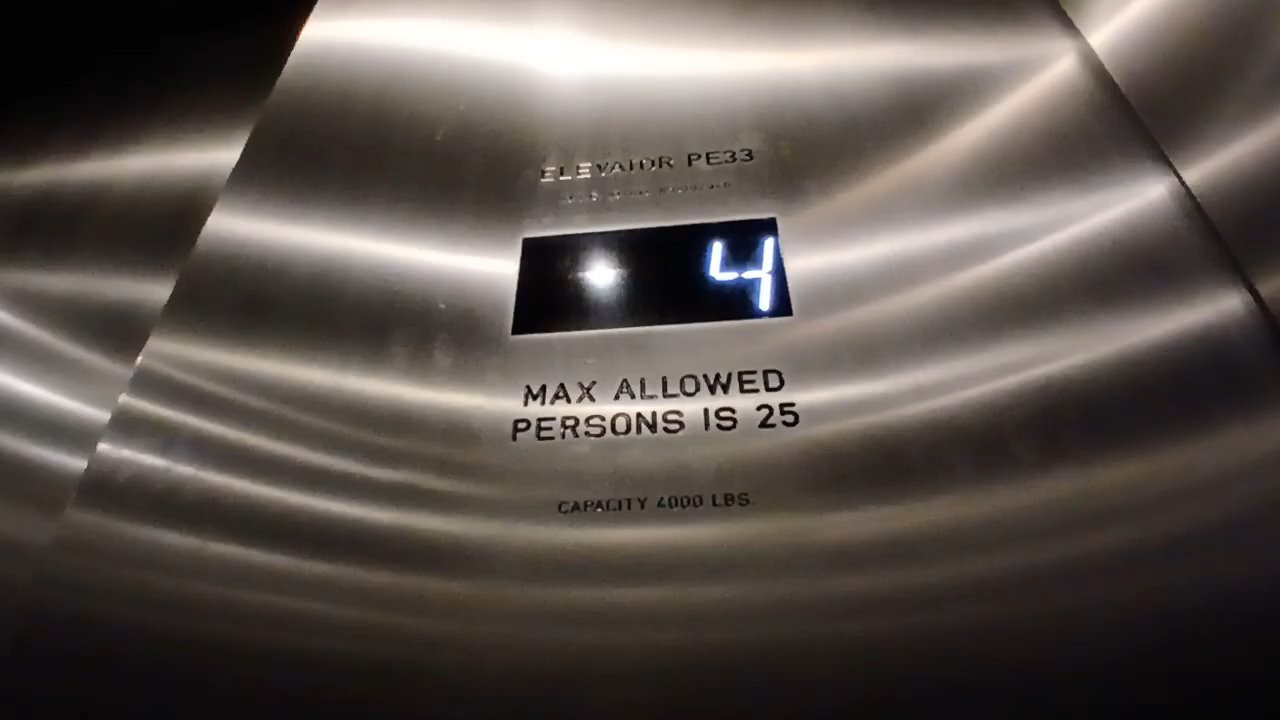 ELEVATOR PE33
4
MAX ALLOWED
PERSONS IS 25
CAPACITY 4000 LBS.